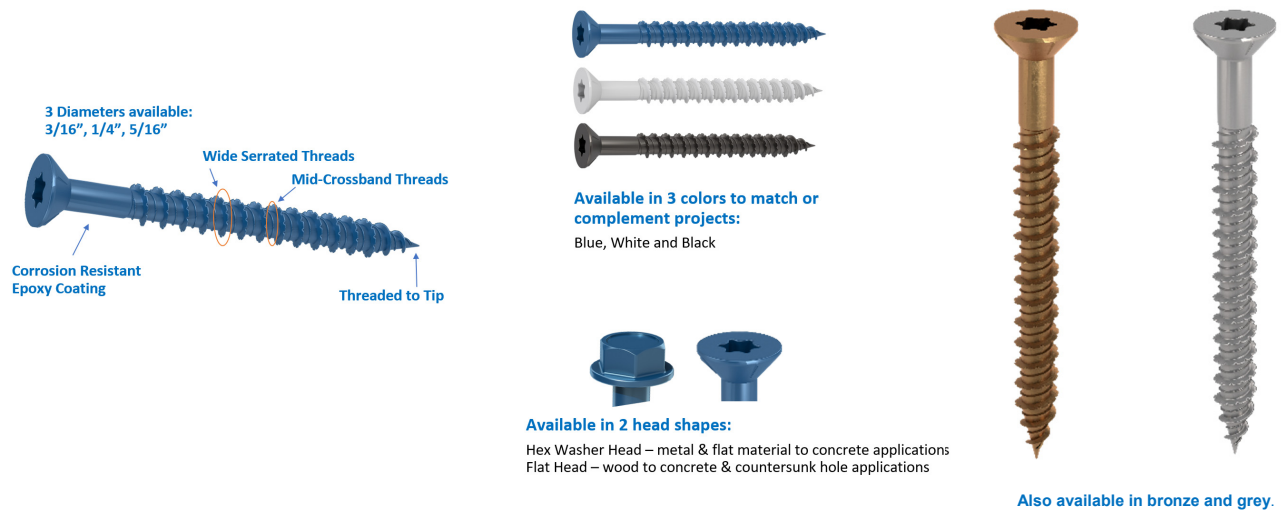 3 Diameters available:
3/16”, 1/4”, 5/16”
Wide Serrated Threads
Mid-Crossband Threads
Corrosion Resistant
Epoxy Coating
Threaded to Tip
Available in 3 colors to match or
complement projects:
Blue, White and Black
Available in 2 head shapes:
Hex Washer Head – metal & flat material to concrete applications
Flat Head – wood to concrete & countersunk hole applications
Also available in bronze and grey.